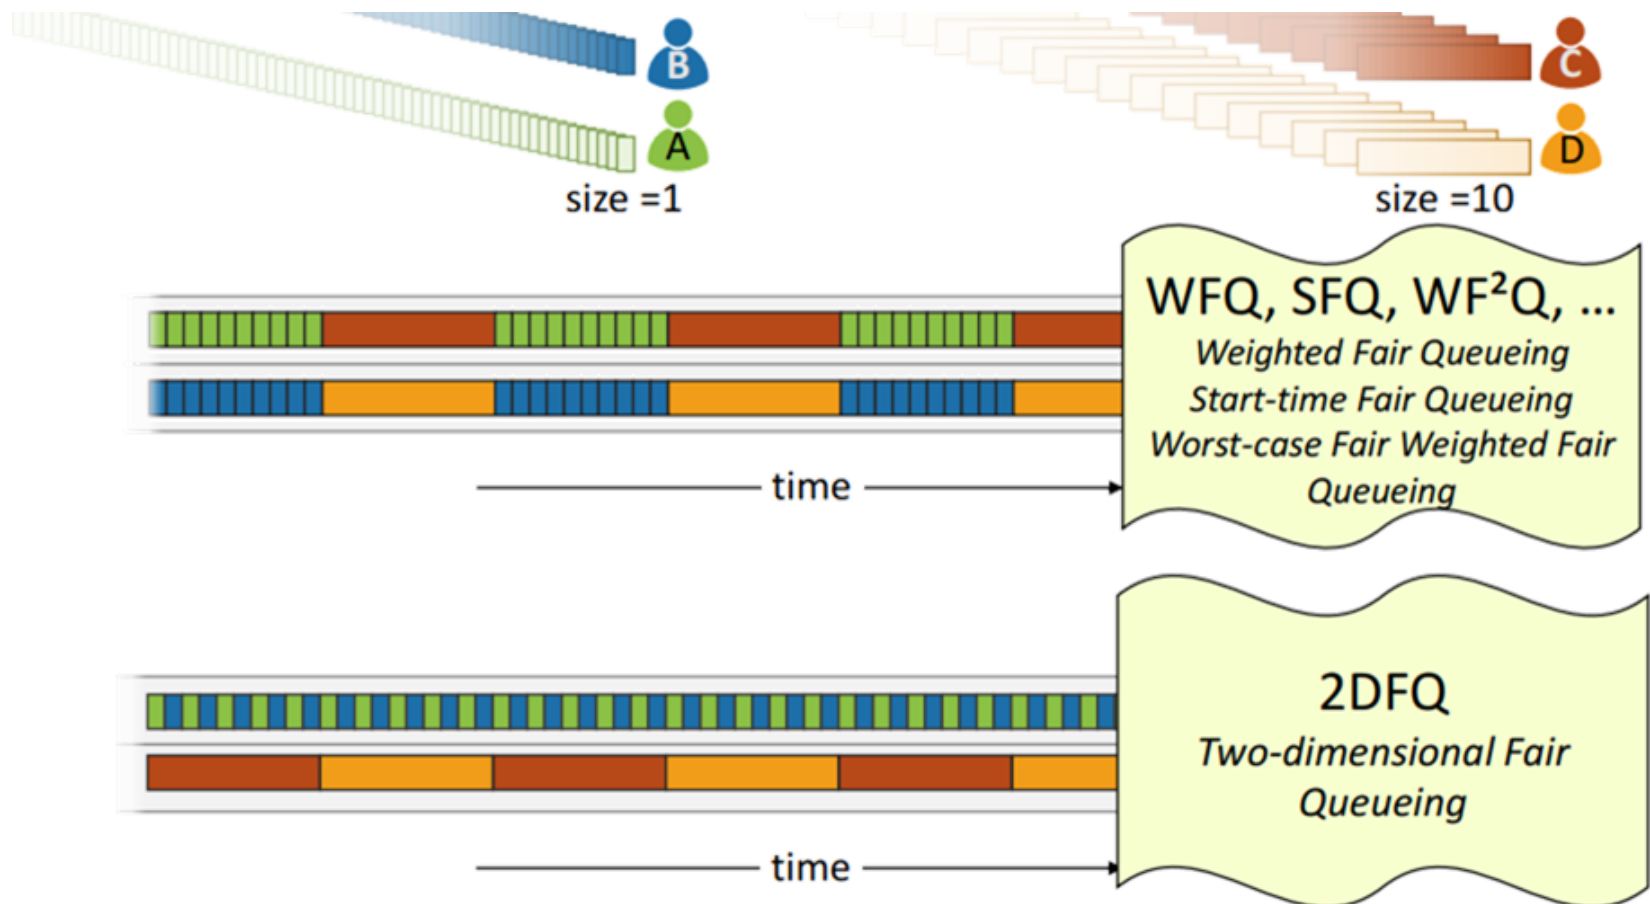 B
C
A
D
size =1
size =10
WFQ, SFQ, WF²Q, ...
Weighted Fair Queueing
Start-time Fair Queueing
Worst-case Fair Weighted Fair
Queueing
time
2DFQ
Two-dimensional Fair
Queueing
time